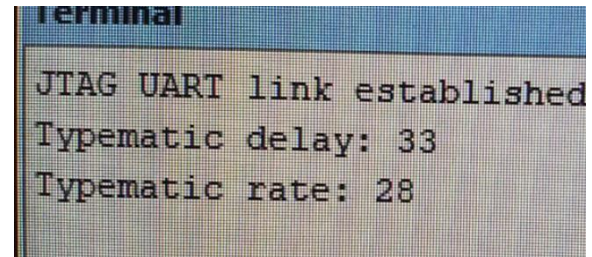 Terminal
JTAG UART link established
Typematic delay: 33
Typematic rate: 28